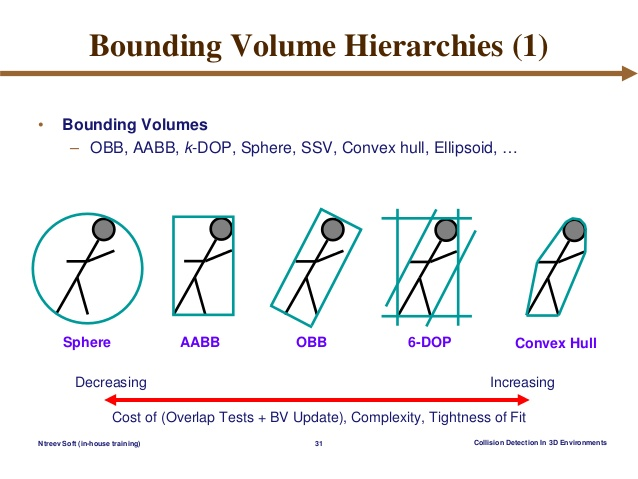 Bounding Volume Hierarchies (1)
• Bounding Volumes
– OBB, AABB, k-DOP, Sphere, SSV, Convex hull, Ellipsoid, …
Sphere AABB OBB 6-DOP Convex Hull
Decreasing Increasing
Cost of (Overlap Tests + BV Update), Complexity, Tightness of Fit
Ntreev Soft (in-house training) 31 Collision Detection In 3D Environments